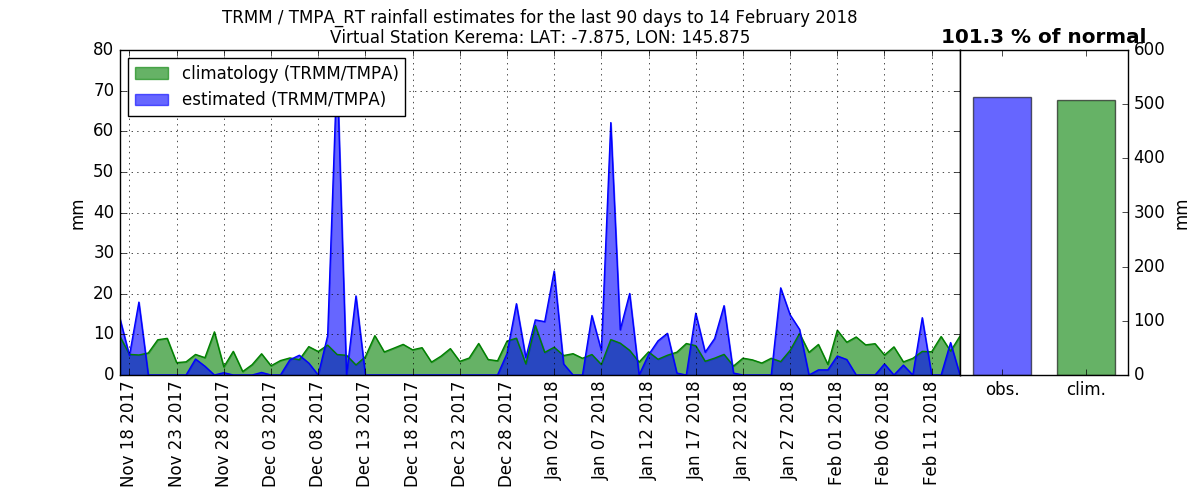 TRMM / TMPA_RT rainfall estimates for the last 90 days to 14 February 2018
Virtual Station Kerema: LAT: -7.875, LON: 145.875
101.3 % of normal
climatology (TRMM/TMPA)
estimated (TRMM/TMPA)
mm
80
70
60
50
40
30
20
10
0
Nov 18 2017
Nov 23 2017
Nov 28 2017
Dec 03 2017
Dec 08 2017
Dec 13 2017
Dec 18 2017
Dec 23 2017
Dec 28 2017
Jan 02 2018
Jan 07 2018
Jan 12 2018
Jan 17 2018
Jan 22 2018
Jan 27 2018
Feb 01 2018
Feb 06 2018
Feb 11 2018
obs.
clim.
600
500
400
300
200
100
0
mm